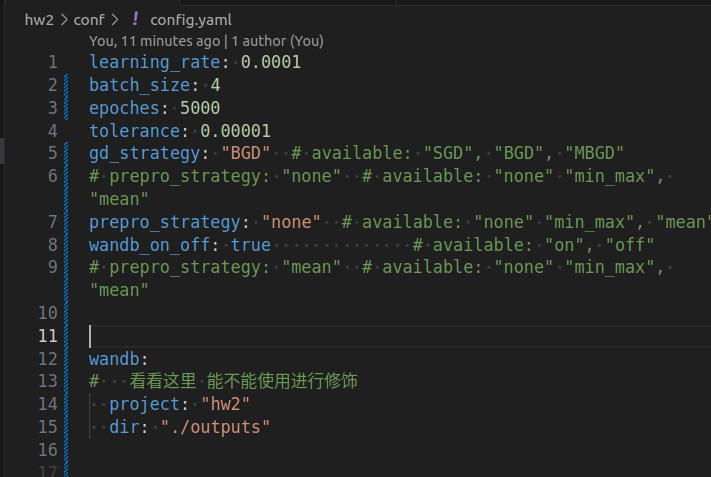 hw2 > conf > ! config.yaml
You, 11 minutes ago | 1 author (You)
1 learning_rate: 0.0001
2 batch_size: 4
3 epoches: 5000
4 tolerance: 0.00001
5 gd_strategy: "BGD" # available: "SGD", "BGD", "MBGD"
6 # prepro_strategy: "none" # available: "none" "min_max",
"mean"
7 prepro_strategy: "none" # available: "none" "min_max", "mean"
8 wandb_on_off: true # available: "on", "off"
9 # prepro_strategy: "mean" # available: "none" "min_max",
"mean"
10
11
12 wandb:
13 # 看看这里 能不能使用进行修饰
14 project: "hw2"
15 dir: "./outputs"
16
17